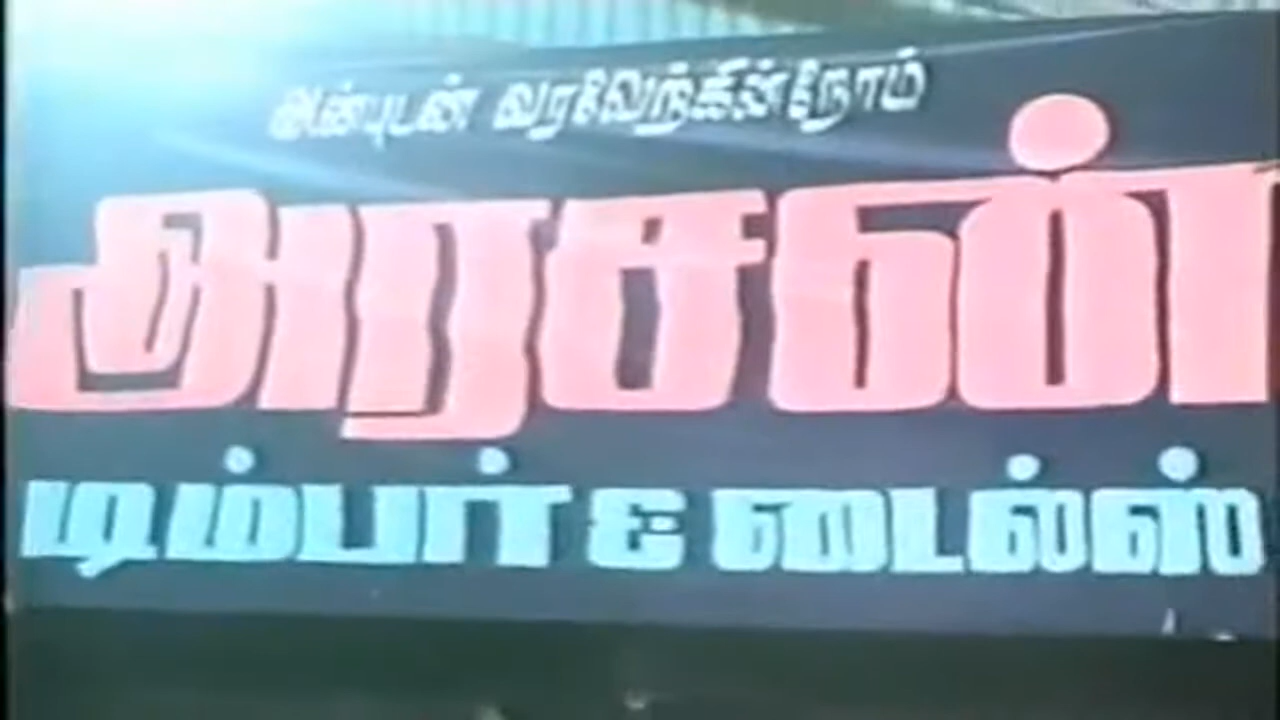 அன்புடன் வரவேற்கின்றோம்
அரசன்
டிம்பர் & டைல்ஸ்